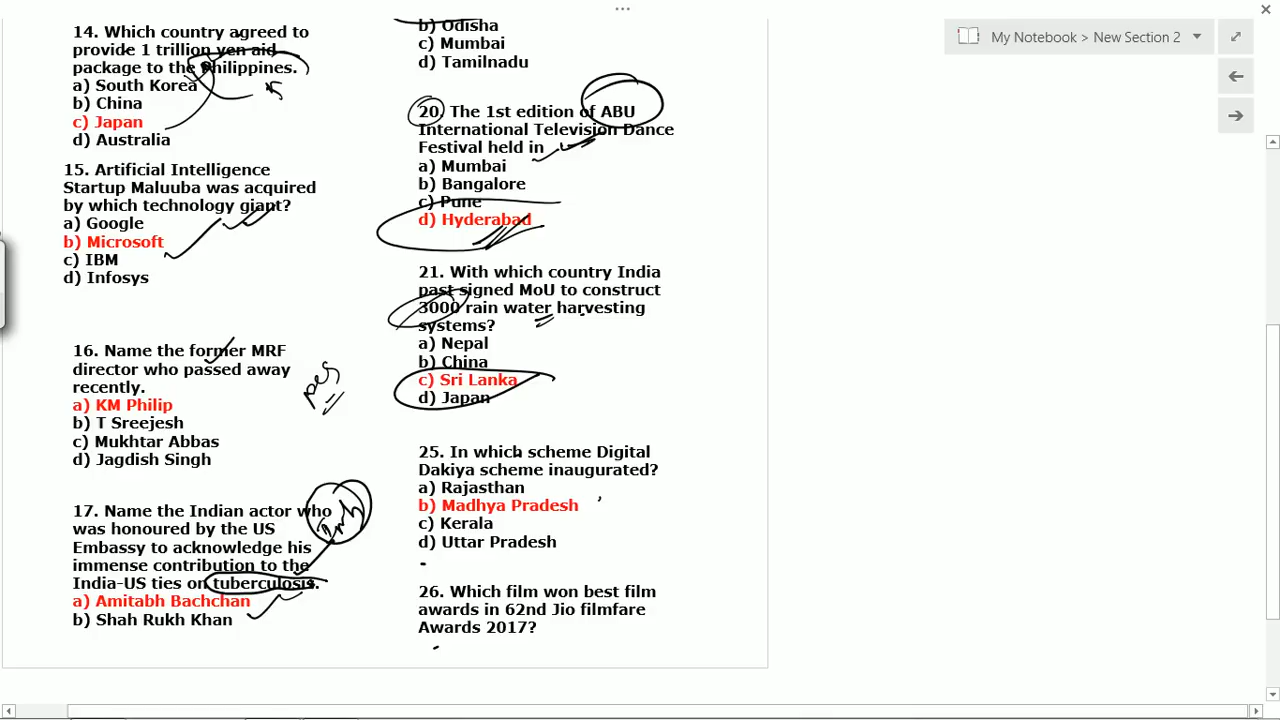 My Notebook > New Section 2
14. Which country agreed to
provide 1 trillion yen aid
package to the Philippines.
a) South Korea
b) China
c) Japan
d) Australia
15. Artificial Intelligence
Startup Maluuba was acquired
by which technology giant?
a) Google
b) Microsoft
c) IBM
d) Infosys
16. Name the former MRF
director who passed away
recently.
a) KM Philip
b) T Sreejesh
c) Mukhtar Abbas
d) Jagdish Singh
17. Name the Indian actor who
was honoured by the US
Embassy to acknowledge his
immense contribution to the
India-US ties on tuberculosis.
a) Amitabh Bachchan
b) Shah Rukh Khan
b) Odisha
c) Mumbai
d) Tamilnadu
20. The 1st edition of ABU
International Television Dance
Festival held in
a) Mumbai
b) Bangalore
c) Pune
d) Hyderabad
21. With which country India
past signed MoU to construct
3000 rain water harvesting
systems?
a) Nepal
b) China
c) Sri Lanka
d) Japan
25. In which scheme Digital
Dakiya scheme inaugurated?
a) Rajasthan
b) Madhya Pradesh
c) Kerala
d) Uttar Pradesh
26. Which film won best film
awards in 62nd Jio filmfare
Awards 2017?